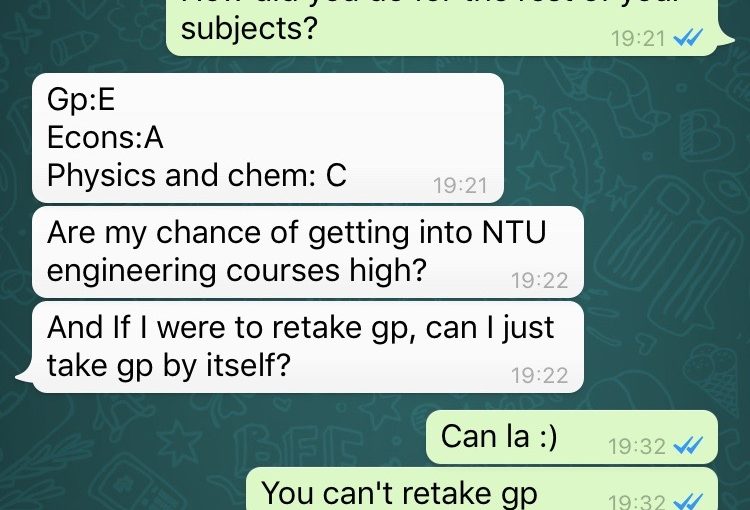 subjects?
19:21
Gp:E
Econs:A
Physics and chem: C
19:21
Are my chance of getting into NTU
engineering courses high?
19:22
And If I were to retake gp, can I just
take gp by itself?
19:22
Can la :)
19:32
You can't retake gp
19:32